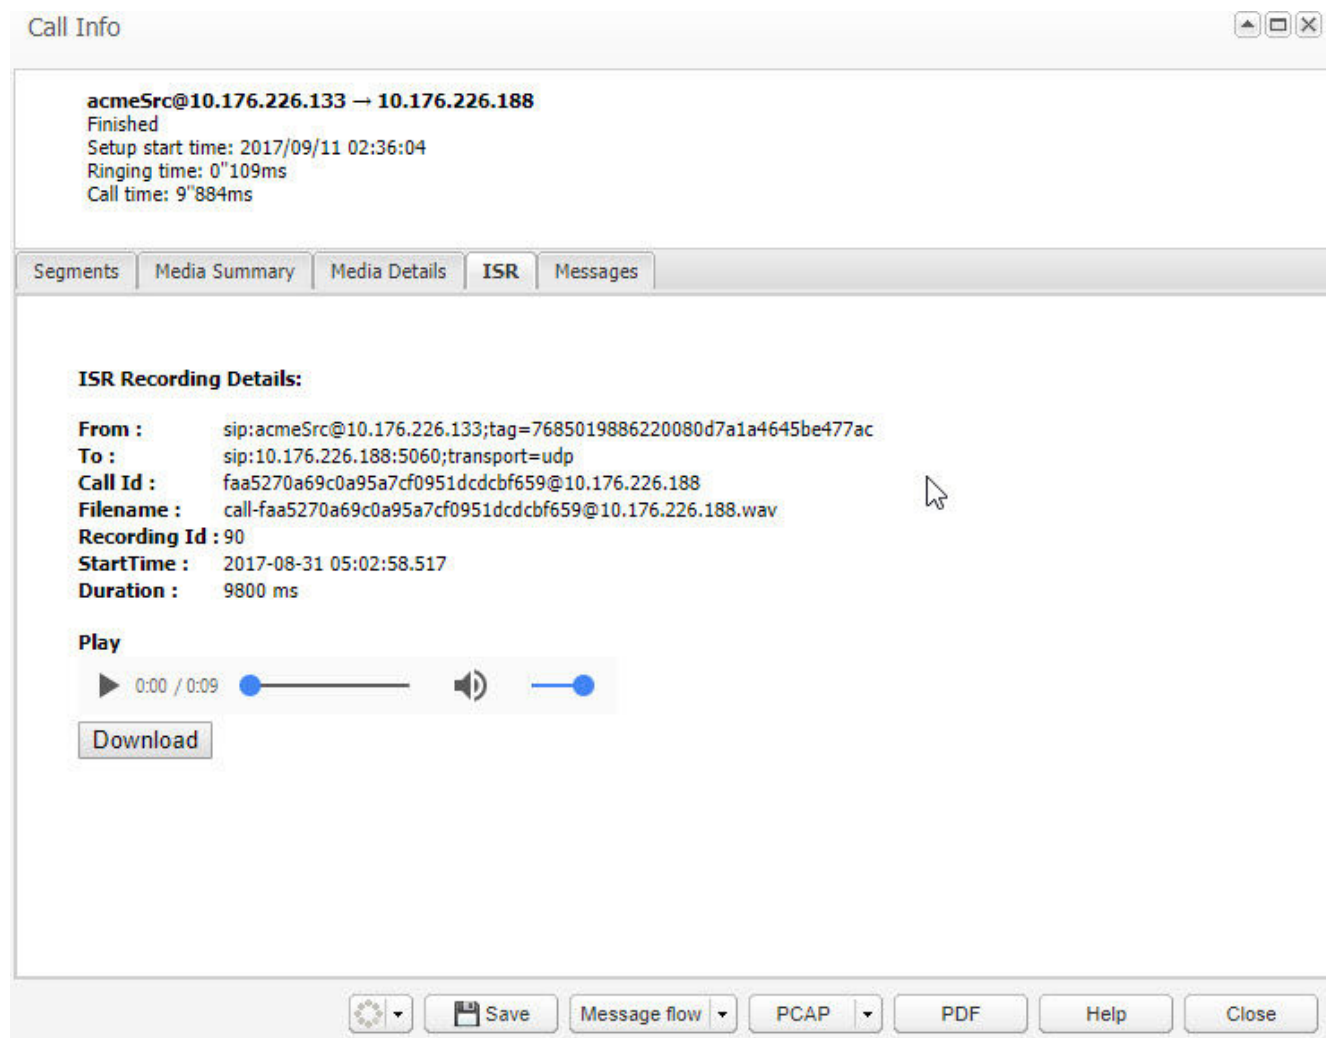 Call Info
acmeSrc@10.176.226.133 → 10.176.226.188
Finished
Setup start time: 2017/09/11 02:36:04
Ringing time: 0"109ms
Call time: 9"884ms
Segments Media Summary Media Details ISR Messages
ISR Recording Details:
From : sip:acmeSrc@10.176.226.133;tag=7685019886220080d7a1a4645be477ac
To : sip:10.176.226.188:5060;transport=udp
Call Id : faa5270a69c0a95a7cf0951dcdcbf659@10.176.226.188
Filename : call-faa5270a69c0a95a7cf0951dcdcbf659@10.176.226.188.wav
Recording Id : 90
StartTime : 2017-08-31 05:02:58.517
Duration : 9800 ms
Play
0:00 / 0:09
Download
Save Message flow PCAP PDF Help Close